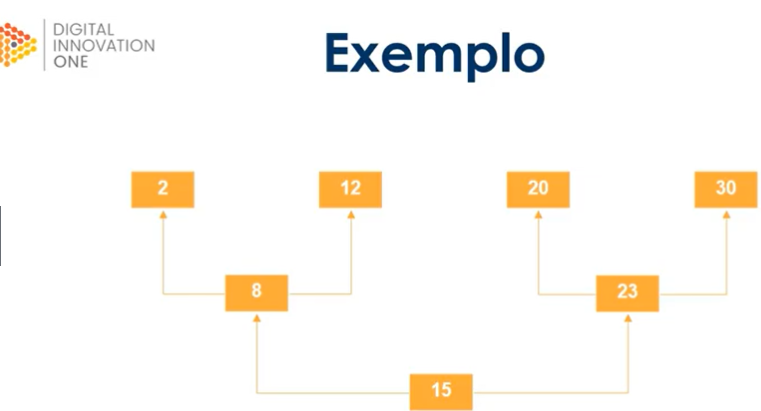 DIGITAL
INNOVATION
ONE
Exemplo
2 12 20 30
8 23
15